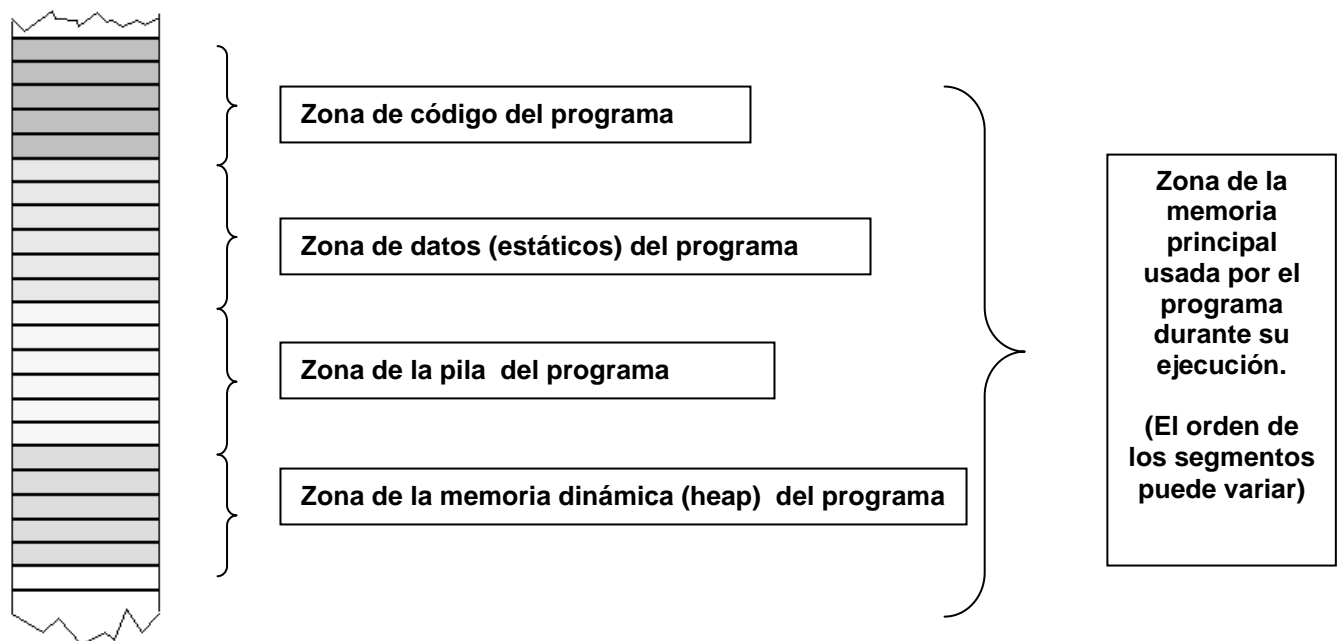 Zona de código del programa
Zona de datos (estáticos) del programa
Zona de la pila del programa
Zona de la memoria dinámica (heap) del programa
Zona de la
memoria
principal
usada por el
programa
durante su
ejecución.
(El orden de
los segmentos
puede variar)